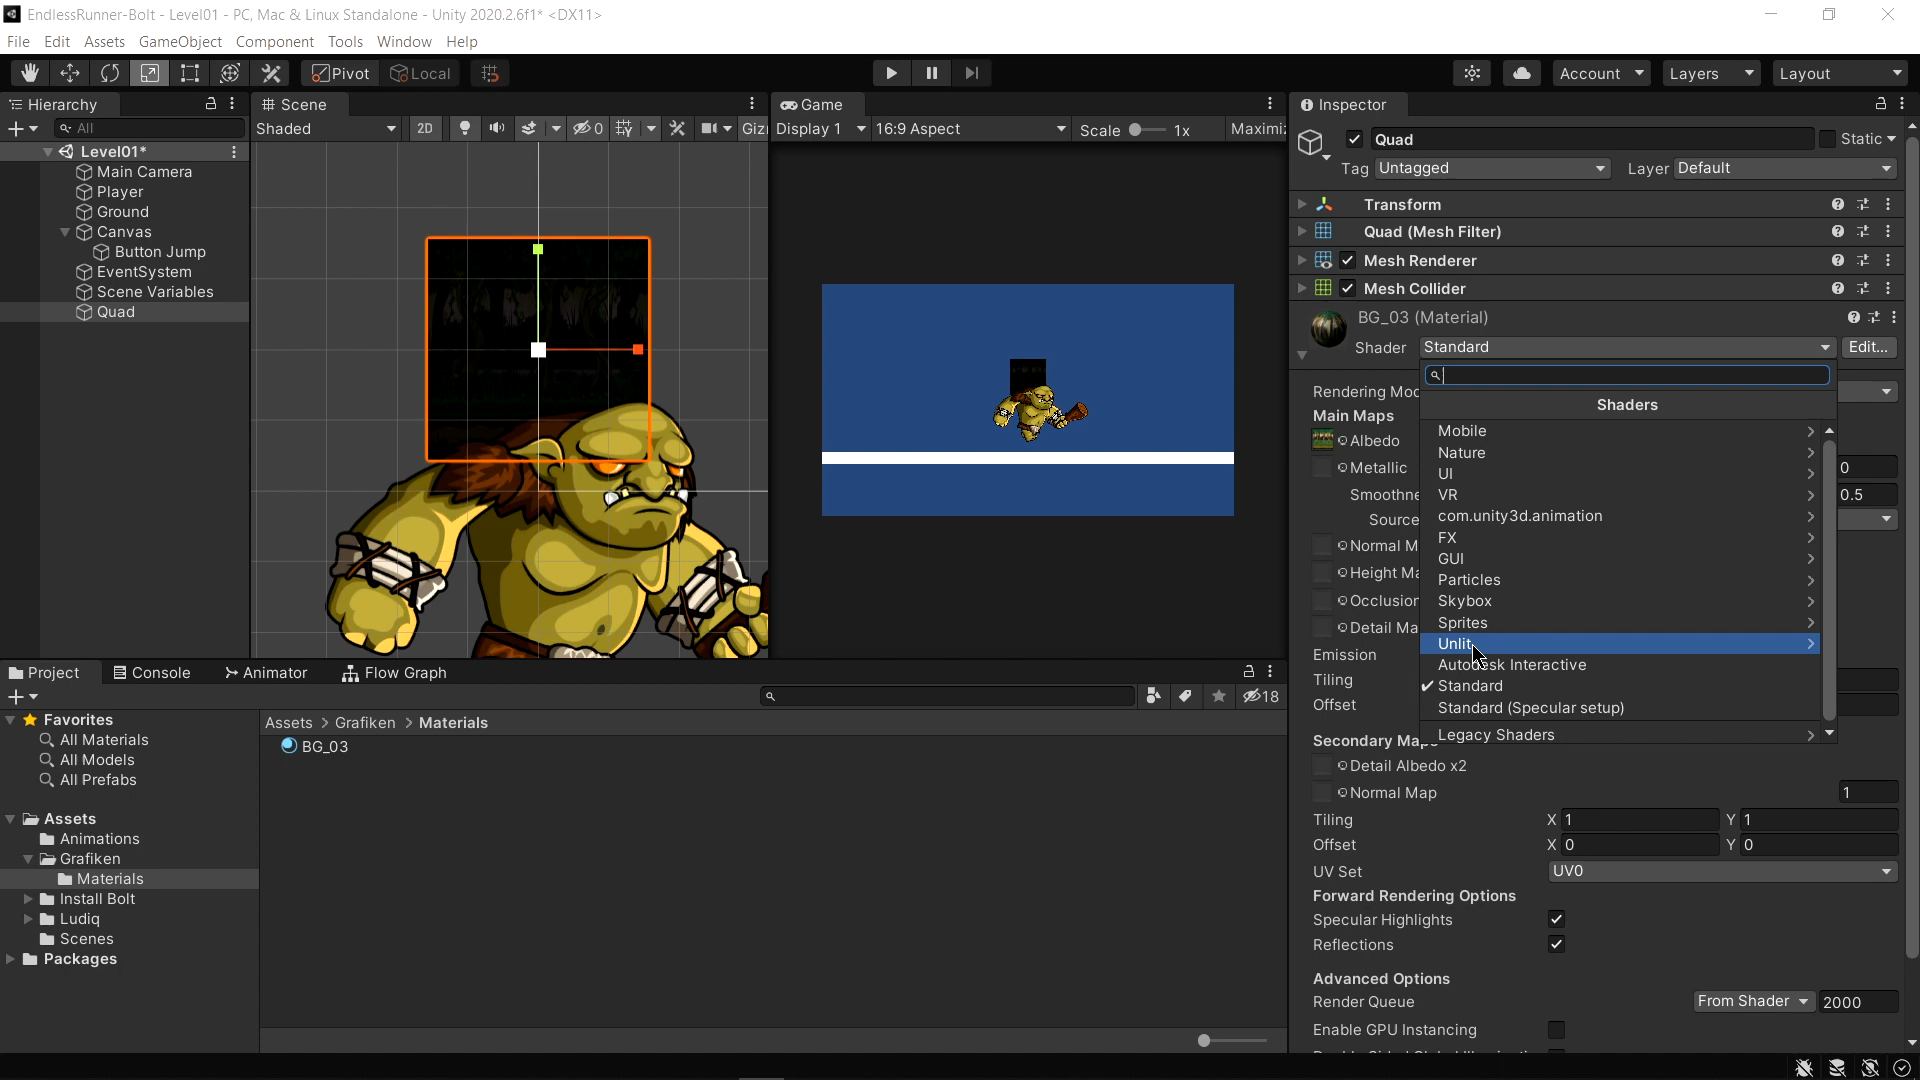 EndlessRunner-Bolt - Level01 - PC, Mac & Linux Standalone - Unity 2020.2.6f1* <DX11>
File Edit Assets GameObject Component Tools Window Help
Pivot Local Account Layers Layout
Hierarchy
All
Level01*
Main Camera
Player
Ground
Canvas
Button Jump
EventSystem
Scene Variables
Quad
Scene
Shaded 2D 0
Game
Display 1 16:9 Aspect Scale 1x
Inspector
Quad Static
Tag Untagged Layer Default
Transform
Quad (Mesh Filter)
Mesh Renderer
Mesh Collider
BG_03 (Material)
Shader Standard Edit...
Shaders
Mobile
Nature
UI
VR
com.unity3d.animation
FX
GUI
Particles
Skybox
Sprites
Unlit
Autodesk Interactive
Standard
Standard (Specular setup)
Legacy Shaders
Main Maps
Albedo
Metallic 0
0.5
Source
Emission
Tiling
Offset
Detail Albedo x2
Normal Map 1
Tiling X 1 Y 1
Offset X 0 Y 0
UV Set UV0
Forward Rendering Options
Specular Highlights
Reflections
Advanced Options
Render Queue From Shader 2000
Enable GPU Instancing
Project Console Animator Flow Graph
18
Favorites
All Materials
All Models
All Prefabs
Assets
Animations
Grafiken
Materials
Install Bolt
Ludiq
Scenes
Packages
Assets > Grafiken > Materials
BG_03